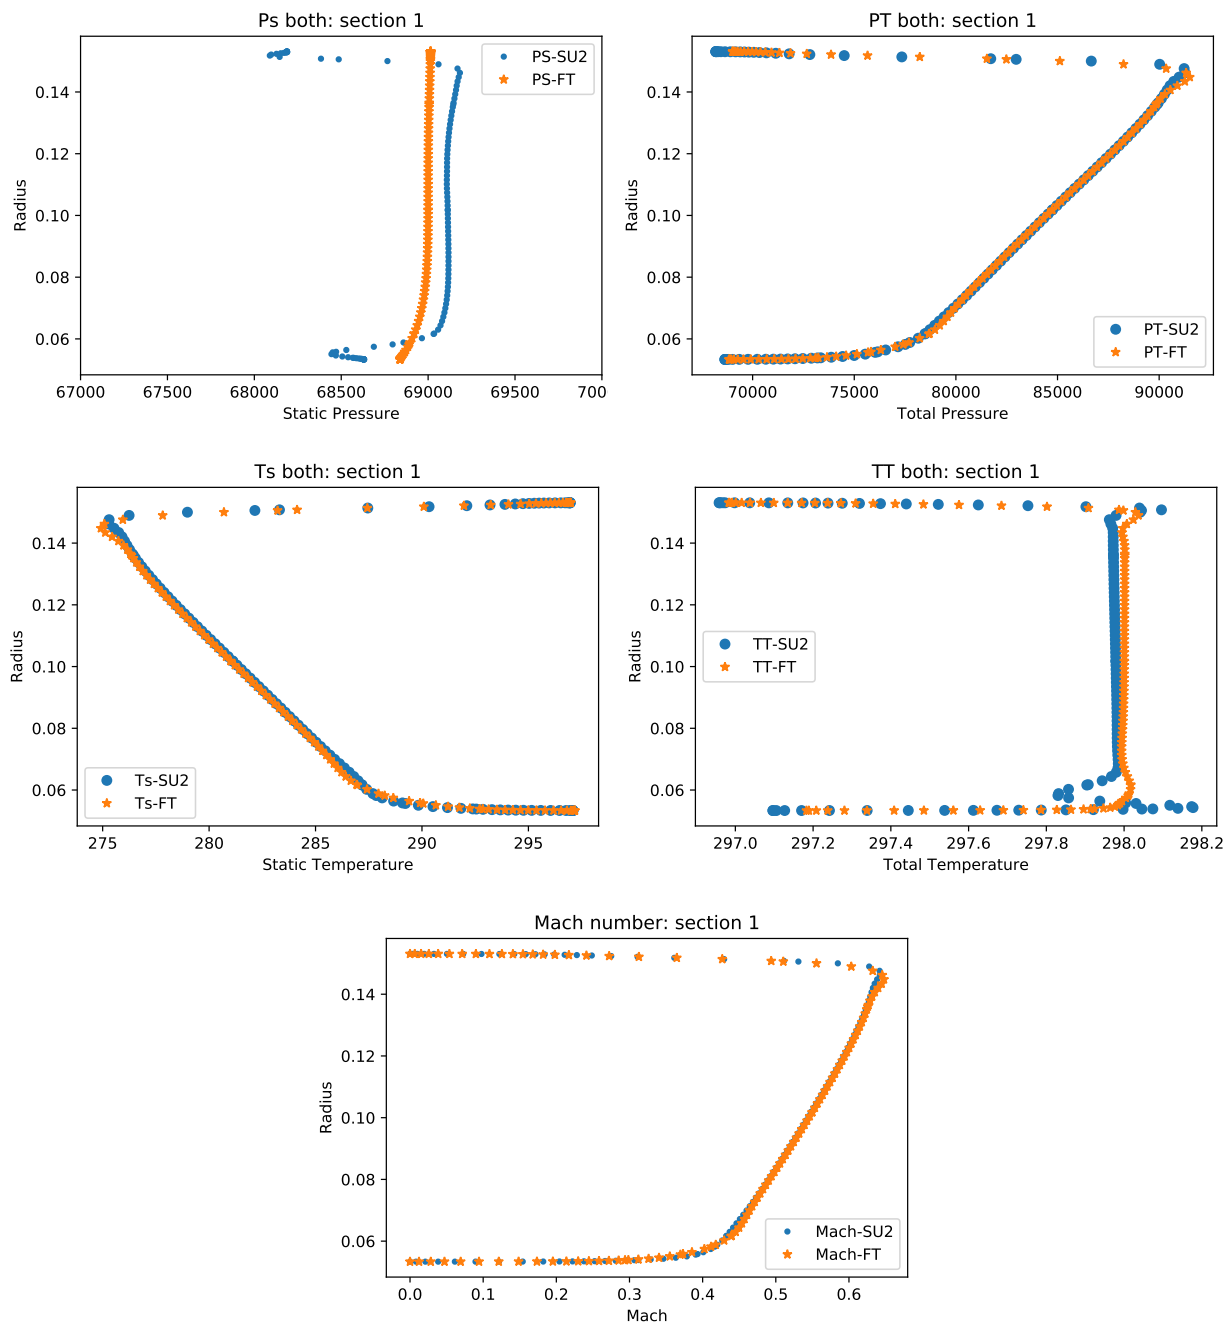 Ps both: section 1
Radius
0.14
0.12
0.10
0.08
0.06
PS-SU2
PS-FT
67000 67500 68000 68500 69000 69500 700
Static Pressure
PT both: section 1
Radius
0.14
0.12
0.10
0.08
0.06
PT-SU2
PT-FT
70000 75000 80000 85000 90000
Total Pressure
Ts both: section 1
Radius
0.14
0.12
0.10
0.08
0.06
Ts-SU2
Ts-FT
275 280 285 290 295
Static Temperature
TT both: section 1
Radius
0.14
0.12
0.10
0.08
0.06
TT-SU2
TT-FT
297.0 297.2 297.4 297.6 297.8 298.0 298.2
Total Temperature
Mach number: section 1
Radius
0.14
0.12
0.10
0.08
0.06
Mach-SU2
Mach-FT
0.0 0.1 0.2 0.3 0.4 0.5 0.6
Mach